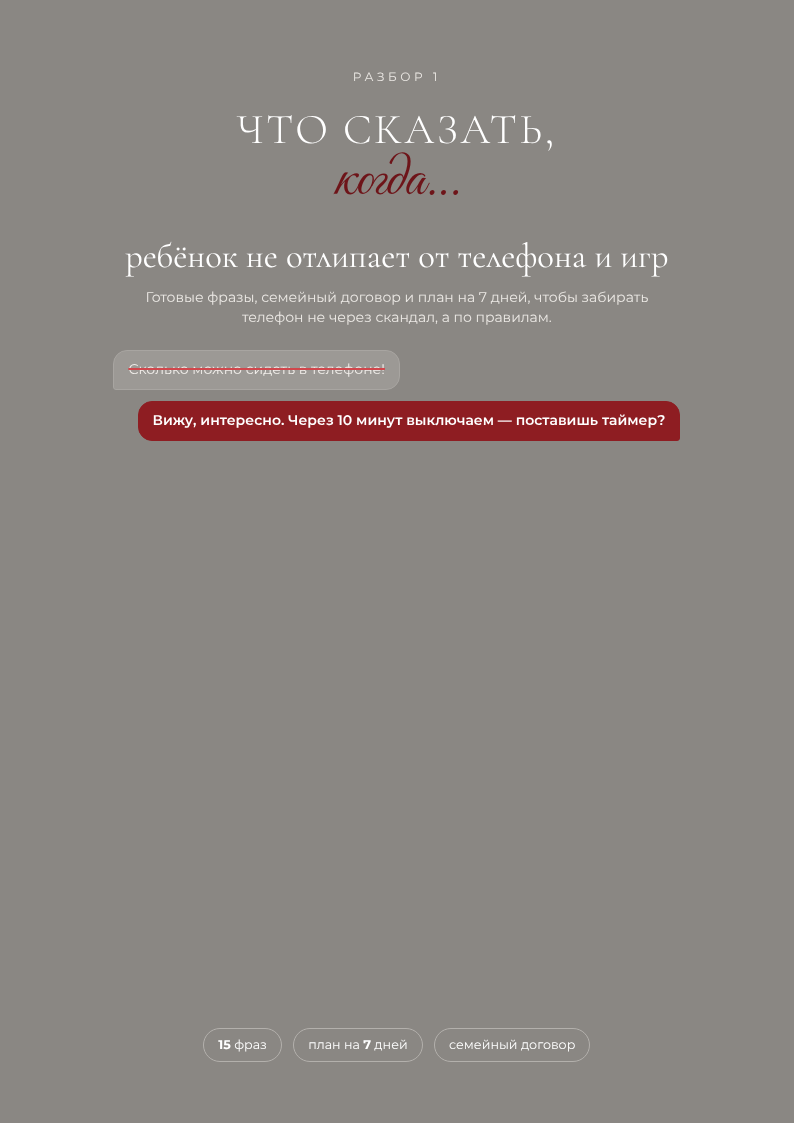 РАЗБОР 1
ЧТО СКАЗАТЬ,
когда...
ребёнок не отлипает от телефона и игр
Готовые фразы, семейный договор и план на 7 дней, чтобы забирать
телефон не через скандал, а по правилам.
Сколько можно сидеть в телефоне!
Вижу, интересно. Через 10 минут выключаем — поставишь таймер?
15 фраз
план на 7 дней
семейный договор